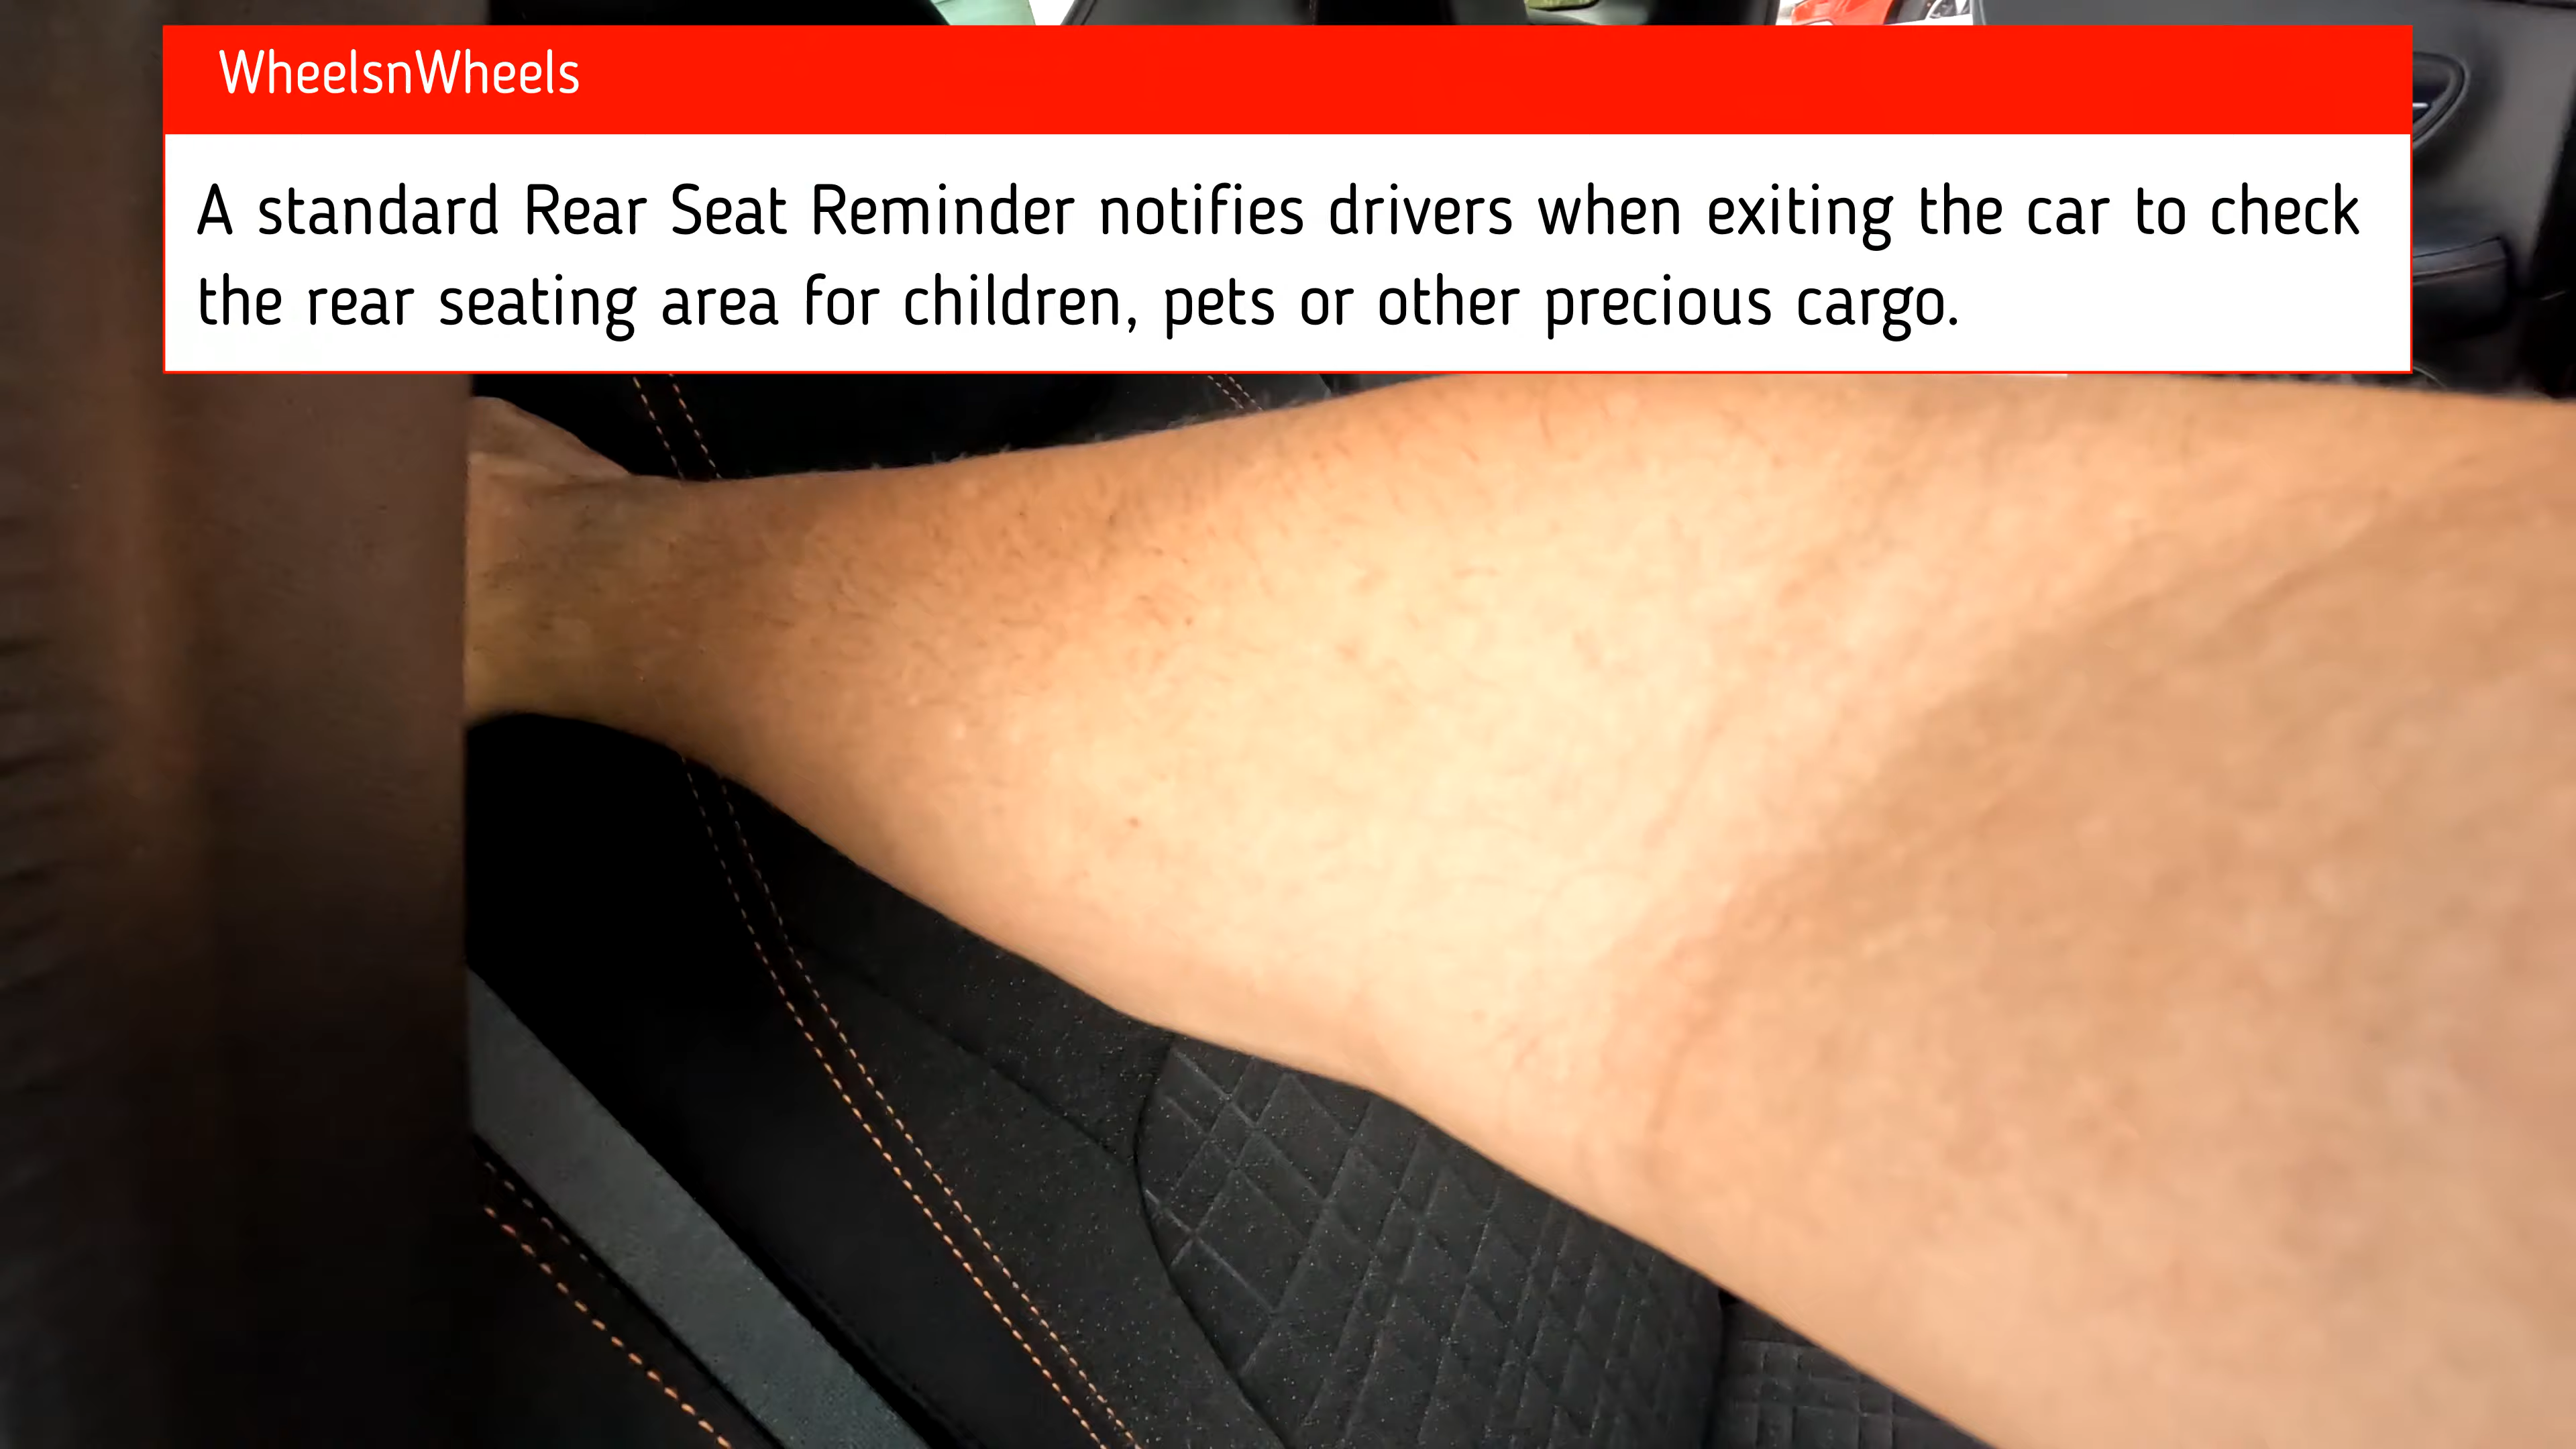 WheelsnWheels
A standard Rear Seat Reminder notifies drivers when exiting the car to check
the rear seating area for children, pets or other precious cargo.